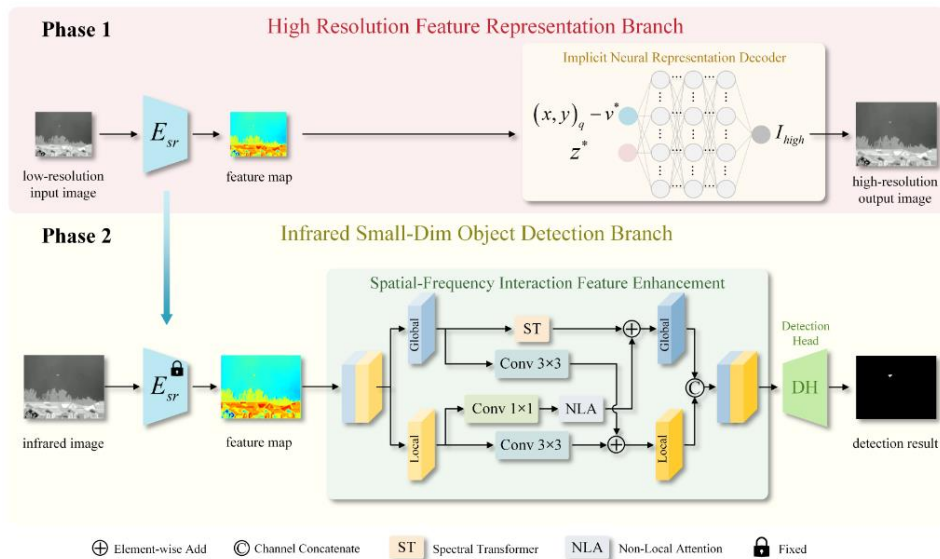 Phase 1
High Resolution Feature Representation Branch
Implicit Neural Representation Decoder
(x, y)_q − v*
z*
E_sr
I_high
low-resolution
input image
feature map
high-resolution
output image
Phase 2
Infrared Small-Dim Object Detection Branch
Spatial-Frequency Interaction Feature Enhancement
Global
ST
Global
Conv 3×3
Detection
Head
E_sr
C
DH
Conv 1×1
NLA
Local
Conv 3×3
Local
infrared image
feature map
detection result
Element-wise Add
C
Channel Concatenate
ST
Spectral Transformer
NLA
Non-Local Attention
Fixed